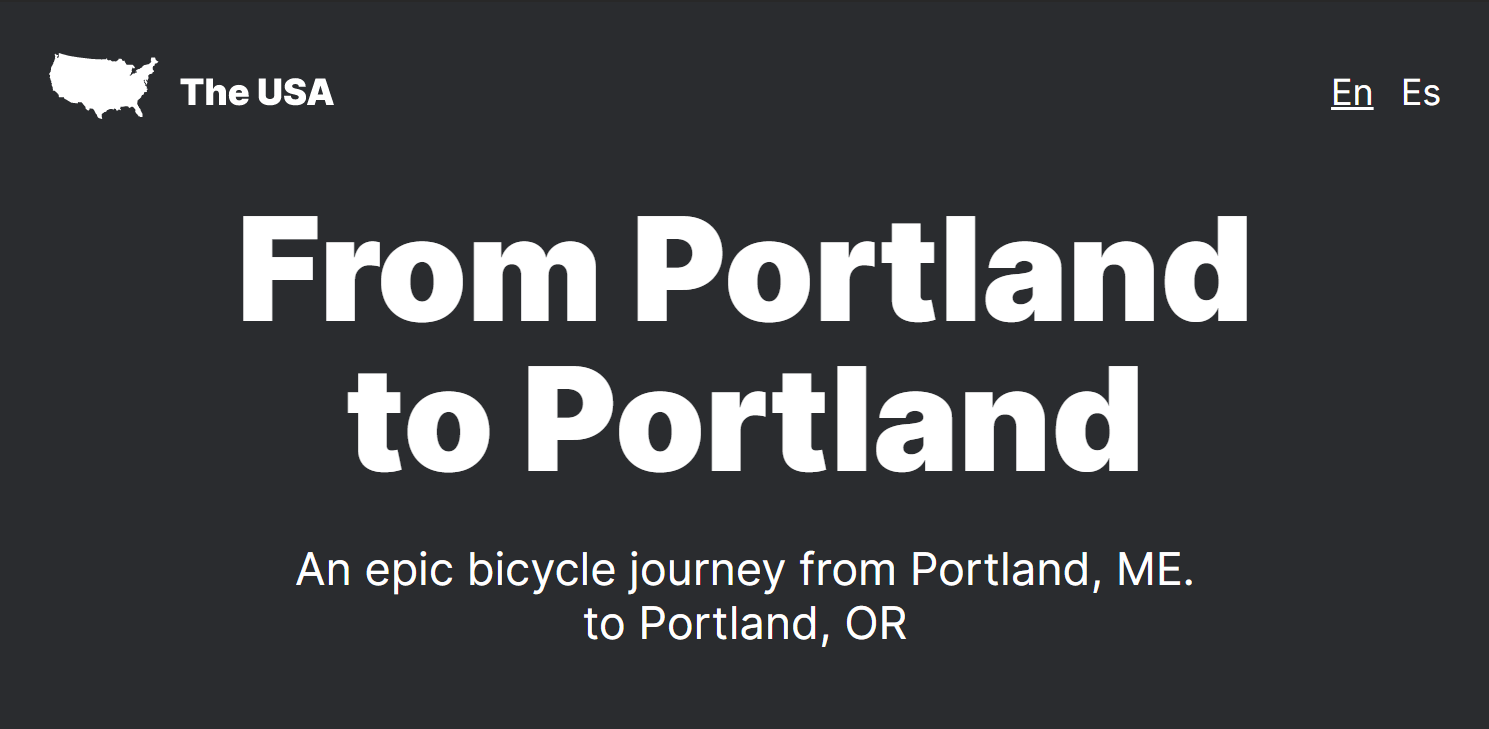 The USA
En Es
From Portland
to Portland
An epic bicycle journey from Portland, ME.
to Portland, OR